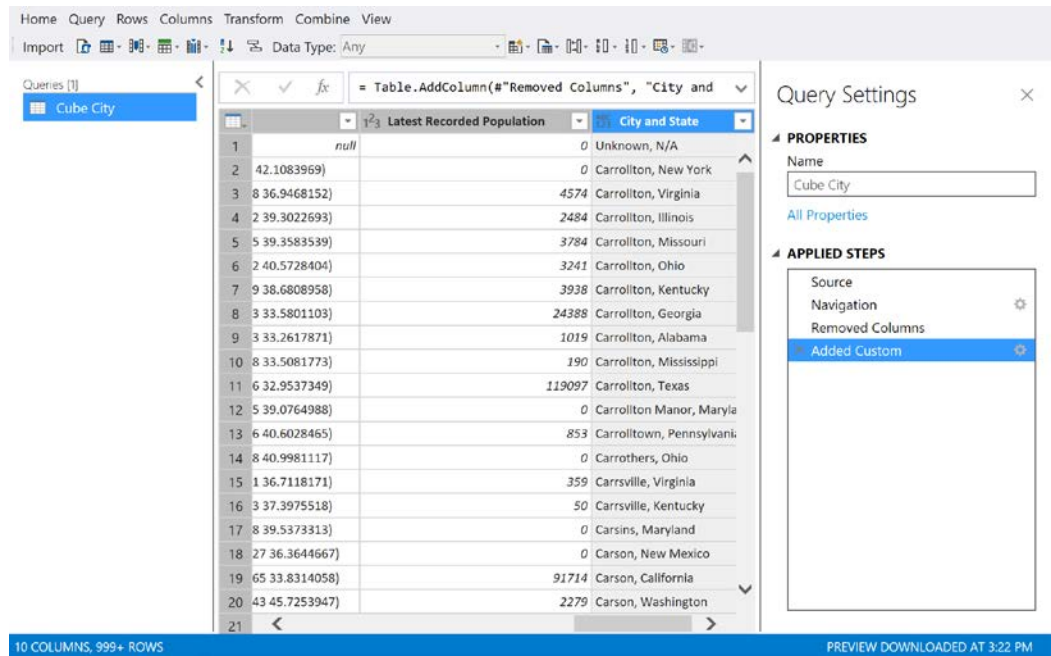 Home Query Rows Columns Transform Combine View
Import Data Type: Any
Queries [1]
Cube City
fx = Table.AddColumn(#"Removed Columns", "City and
1²3 Latest Recorded Population City and State
1 null 0 Unknown, N/A
2 42.1083969) 0 Carrollton, New York
3 8 36.9468152) 4574 Carrollton, Virginia
4 2 39.3022693) 2484 Carrollton, Illinois
5 5 39.3583539) 3784 Carrollton, Missouri
6 2 40.5728404) 3241 Carrollton, Ohio
7 9 38.6808958) 3938 Carrollton, Kentucky
8 3 33.5801103) 24388 Carrollton, Georgia
9 3 33.2617871) 1019 Carrollton, Alabama
10 8 33.5081773) 190 Carrollton, Mississippi
11 6 32.9537349) 119097 Carrollton, Texas
12 5 39.0764988) 0 Carrollton Manor, Maryla
13 6 40.6028465) 853 Carrolltown, Pennsylvania
14 8 40.9981117) 0 Carrothers, Ohio
15 1 36.7118171) 359 Carrsville, Virginia
16 3 37.3975518) 50 Carrsville, Kentucky
17 8 39.5373313) 0 Carsins, Maryland
18 27 36.3644667) 0 Carson, New Mexico
19 65 33.8314058) 91714 Carson, California
20 43 45.7253947) 2279 Carson, Washington
21
Query Settings
PROPERTIES
Name
Cube City
All Properties
APPLIED STEPS
Source
Navigation
Removed Columns
Added Custom
10 COLUMNS, 999+ ROWS PREVIEW DOWNLOADED AT 3:22 PM